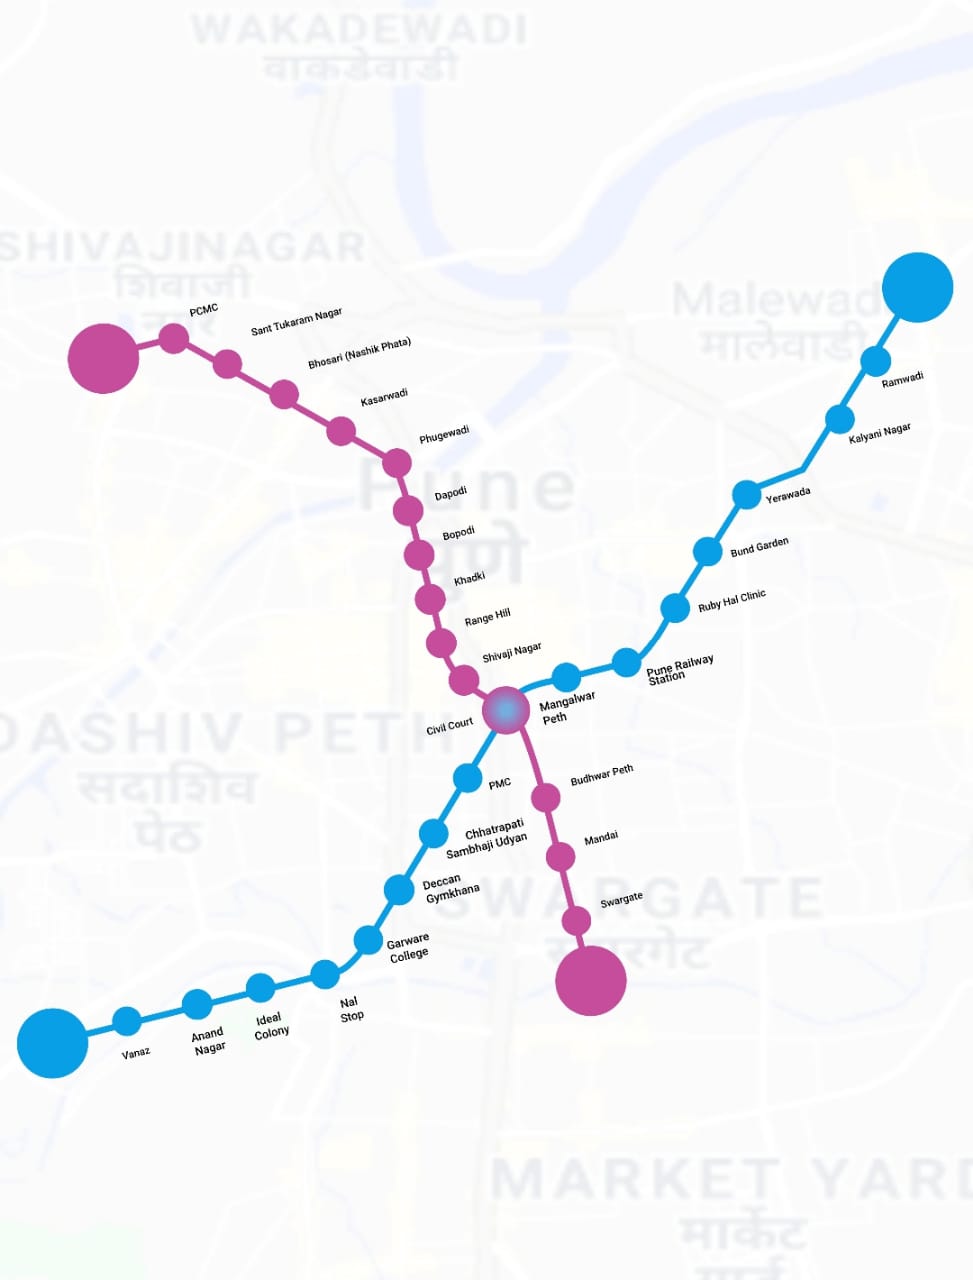 WAKADEWADI
वाकडेवाडी
SHIVAJINAGAR
शिवाजी
नगर
Malewad
मालेवाडी
PCMC
Sant Tukaram Nagar
Bhosari (Nashik Phata)
Kasarwadi
Phugewadi
Ramwadi
Kalyani Nagar
Pune
पुणे
Dapodi
Yerawada
Bopodi
Bund Garden
Khadki
Ruby Hal Clinic
Range Hill
Shivaji Nagar
Pune Railway
Station
Mangalwar
Peth
Civil Court
DASHIV PETH
सदाशिव
पेठ
PMC
Budhwar Peth
Chhatrapati
Sambhaji Udyan
Mandai
Deccan
Gymkhana
SWARGATE
स्वारगेट
Swargate
Garware
College
Nal
Stop
Ideal
Colony
Anand
Nagar
Vanaz
MARKET YARD
मार्केट
यार्ड